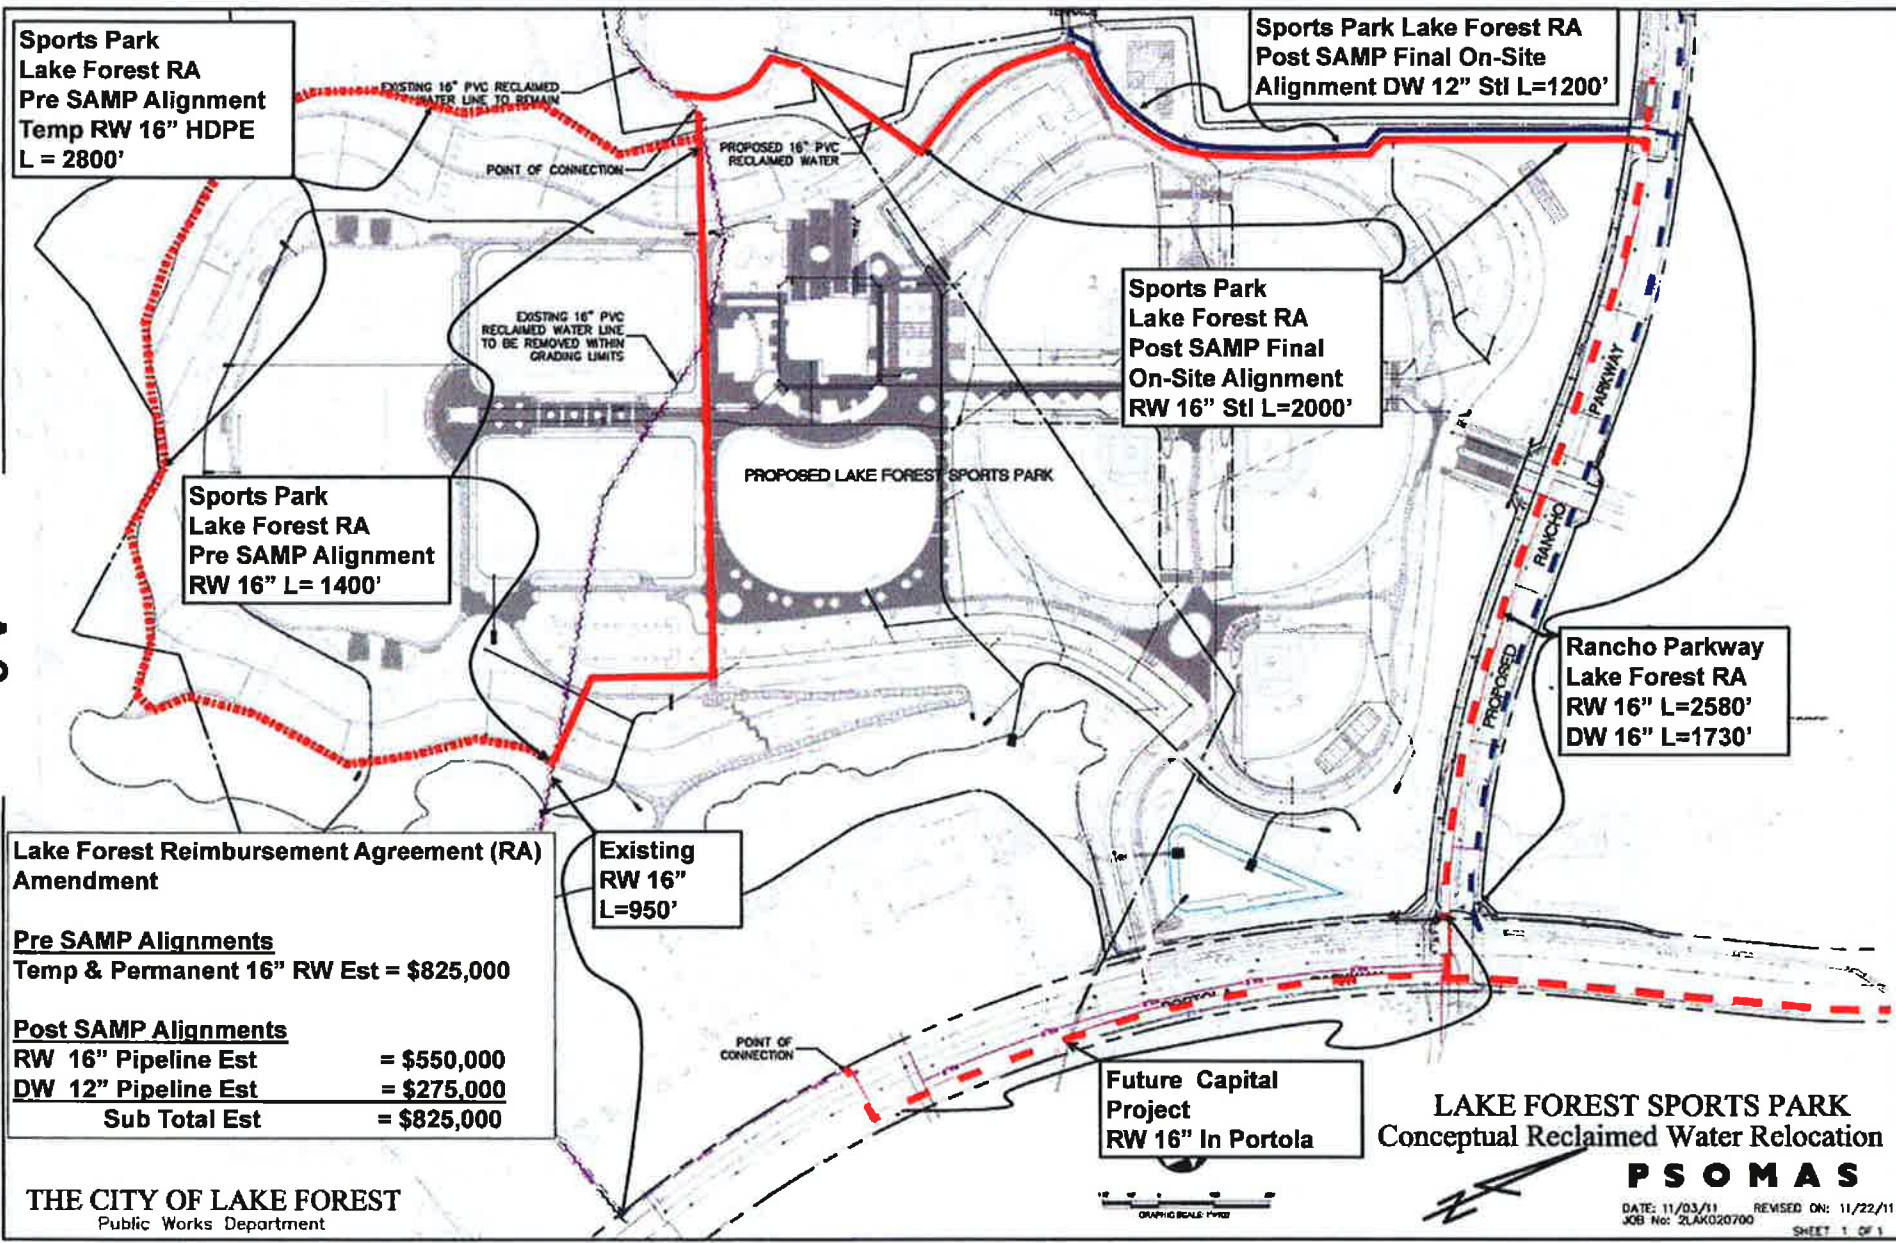 Sports Park
Lake Forest RA
Pre SAMP Alignment
Temp RW 16” HDPE
L = 2800’
EXISTING 16" PVC RECLAIMED
WATER LINE TO REMAIN
POINT OF CONNECTION
PROPOSED 16" PVC
RECLAIMED WATER
Sports Park Lake Forest RA
Post SAMP Final On-Site
Alignment DW 12” Stl L=1200’
EXISTING 16" PVC
RECLAIMED WATER LINE
TO BE REMOVED WITHIN
GRADING LIMITS
Sports Park
Lake Forest RA
Post SAMP Final
On-Site Alignment
RW 16” Stl L=2000’
PROPOSED LAKE FOREST SPORTS PARK
Sports Park
Lake Forest RA
Pre SAMP Alignment
RW 16” L= 1400’
PROPOSED RANCHO PARKWAY
Rancho Parkway
Lake Forest RA
RW 16” L=2580’
DW 16” L=1730’
Lake Forest Reimbursement Agreement (RA)
Amendment
Pre SAMP Alignments
Temp & Permanent 16” RW Est = $825,000
Post SAMP Alignments
RW 16” Pipeline Est = $550,000
DW 12” Pipeline Est = $275,000
Sub Total Est = $825,000
Existing
RW 16”
L=950’
POINT OF
CONNECTION
Future Capital
Project
RW 16” In Portola
LAKE FOREST SPORTS PARK
Conceptual Reclaimed Water Relocation
PSOMAS
DATE: 11/03/11 REVISED ON: 11/22/11
JOB No: 2LAK020700
SHEET 1 OF 1
THE CITY OF LAKE FOREST
Public Works Department
GRAPHIC SCALE